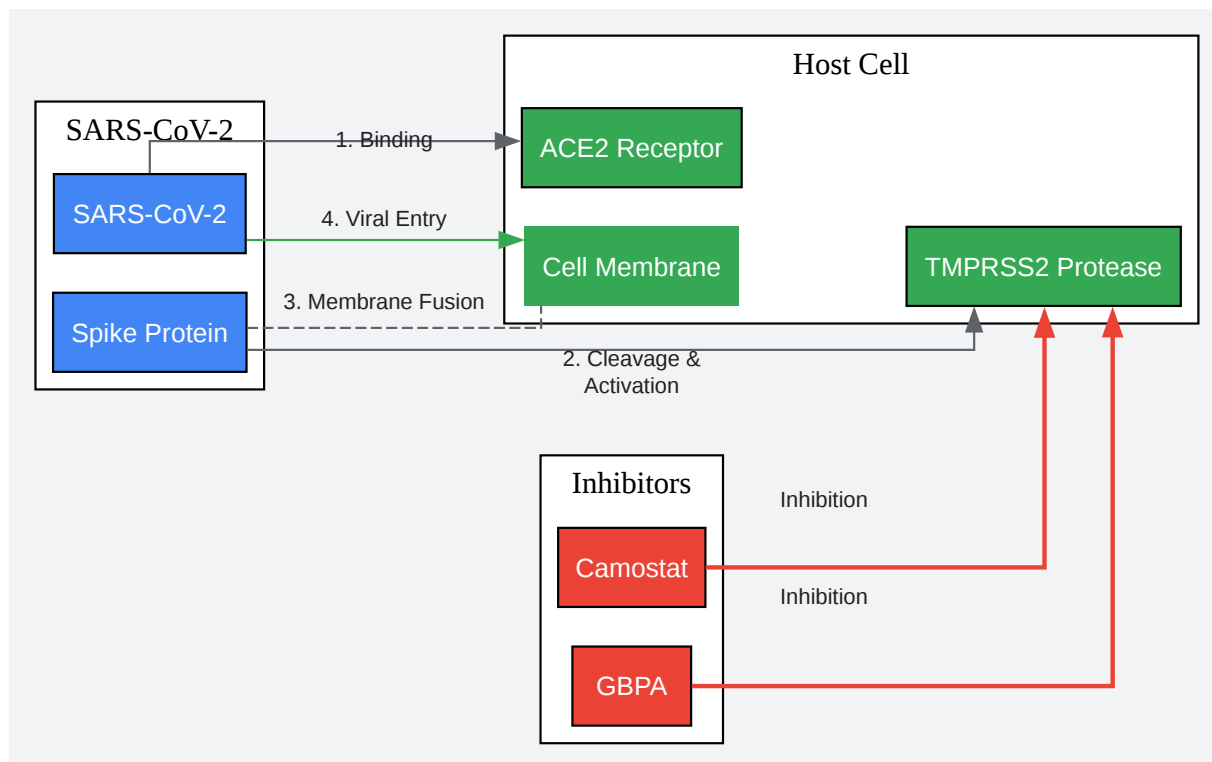 Host Cell
SARS-CoV-2
1. Binding
ACE2 Receptor
SARS-CoV-2
4. Viral Entry
Cell Membrane
TMPRSS2 Protease
3. Membrane Fusion
Spike Protein
2. Cleavage &
Activation
Inhibitors
Inhibition
Camostat
Inhibition
GBPA